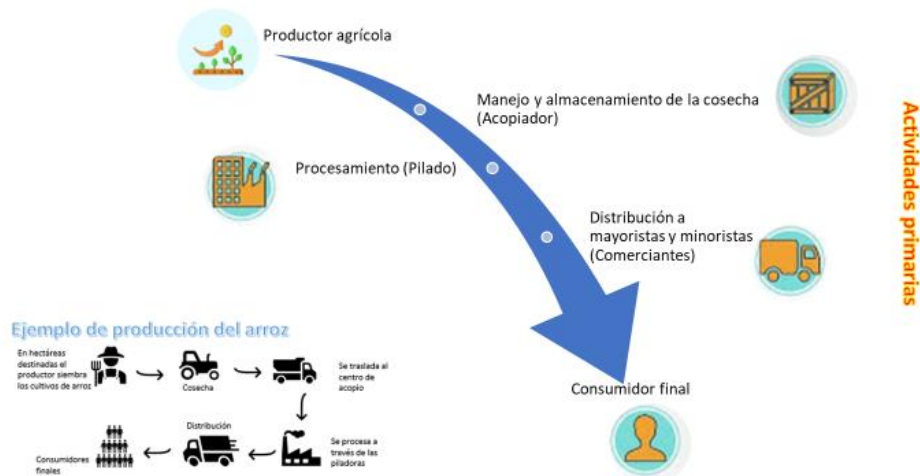 Productor agrícola
Manejo y almacenamiento de la cosecha
(Acopiador)
Procesamiento (Pilado)
Distribución a
mayoristas y minoristas
(Comerciantes)
Consumidor final
Actividades primarias
Ejemplo de producción del arroz
En hectáreas
destinadas el
productor siembra
los cultivos de arroz
Cosecha
Se traslada al
centro de
acopio
Se procesa a
través de las
piladoras
Distribución
Consumidores
finales